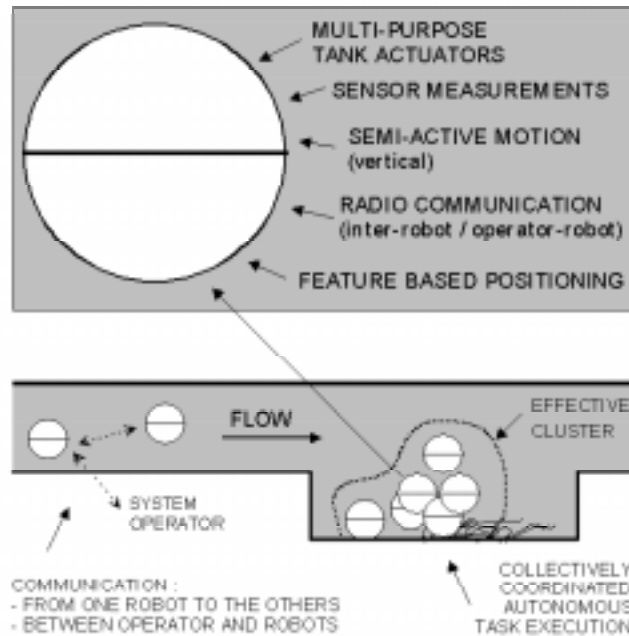 MULTI-PURPOSE
TANK ACTUATORS
SENSOR MEASUREMENTS
SEMI-ACTIVE MOTION
(vertical)
RADIO COMMUNICATION
(inter-robot / operator-robot)
FEATURE BASED POSITIONING
FLOW
EFFECTIVE
CLUSTER
SYSTEM
OPERATOR
COMMUNICATION :
- FROM ONE ROBOT TO THE OTHERS
- BETWEEN OPERATOR AND ROBOTS
COLLECTIVELY
COORDINATED
AUTONOMOUS
TASK EXECUTION